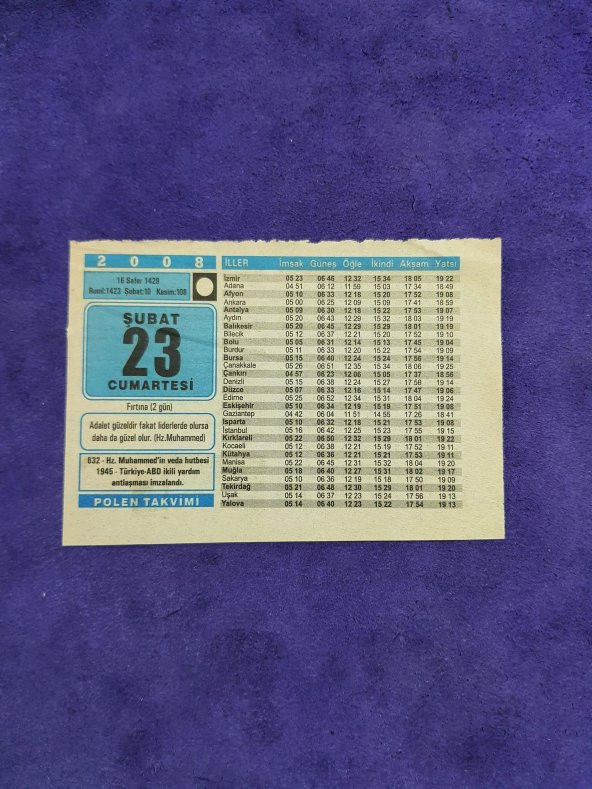 2 0 0 8
16 Sefer 1429
Rumi:1423 Şubat:10 Kasım:108
ŞUBAT
23
CUMARTESİ
Fırtına (2 gün)
Adalet güzeldir fakat liderlerde olursa
daha da güzel olur. (Hz.Muhammed)
632 - Hz. Muhammed'in veda hutbesi
1945 - Türkiye-ABD ikili yardım
antlaşması imzalandı.
POLEN TAKVIMI
İLLER İmsak Güneş Öğle İkindi Akşam Yatsı
İzmir 05 23 06 46 12 32 15 34 18 05 19 22
Adana 04 51 06 12 11 59 15 03 17 34 18 49
Afyon 05 10 06 33 12 18 15 20 17 52 19 08
Ankara 05 00 06 25 12 09 15 09 17 41 18 59
Antalya 05 09 06 30 12 18 15 22 17 53 19 07
Aydın 05 20 06 43 12 29 15 32 18 03 19 19
Balıkesir 05 20 06 45 12 29 15 29 18 01 19 19
Bilecik 05 12 06 37 12 21 15 20 17 52 19 10
Bolu 05 05 06 31 12 14 15 13 17 45 19 04
Burdur 05 11 06 33 12 20 15 22 17 54 19 09
Bursa 05 15 06 40 12 24 15 24 17 56 19 14
Çanakkale 05 26 06 51 12 35 15 34 18 06 19 25
Çankırı 04 57 06 23 12 06 15 05 17 37 18 56
Denizli 05 15 06 38 12 24 15 27 17 58 19 14
Düzce 05 07 06 33 12 16 15 14 17 47 19 06
Edirne 05 25 06 52 12 34 15 31 18 04 19 24
Eskişehir 05 10 06 34 12 19 15 19 17 51 19 08
Gaziantep 04 42 06 04 11 51 14 55 17 26 18 41
Isparta 05 10 06 32 12 18 15 21 17 53 19 08
İstanbul 05 16 06 42 12 25 15 23 17 55 19 15
Kırklareli 05 22 06 50 12 32 15 29 18 01 19 22
Kocaeli 05 12 06 38 12 21 15 19 17 52 19 11
Kütahya 05 12 06 36 12 21 15 21 17 53 19 11
Manisa 05 22 06 45 12 31 15 32 18 04 19 20
Muğla 05 18 06 40 12 27 15 31 18 02 19 17
Sakarya 05 10 06 36 12 19 15 18 17 50 19 09
Tekirdağ 05 21 06 48 12 30 15 29 18 01 19 20
Uşak 05 14 06 37 12 23 15 24 17 56 19 13
Yalova 05 14 06 40 12 23 15 22 17 54 19 13